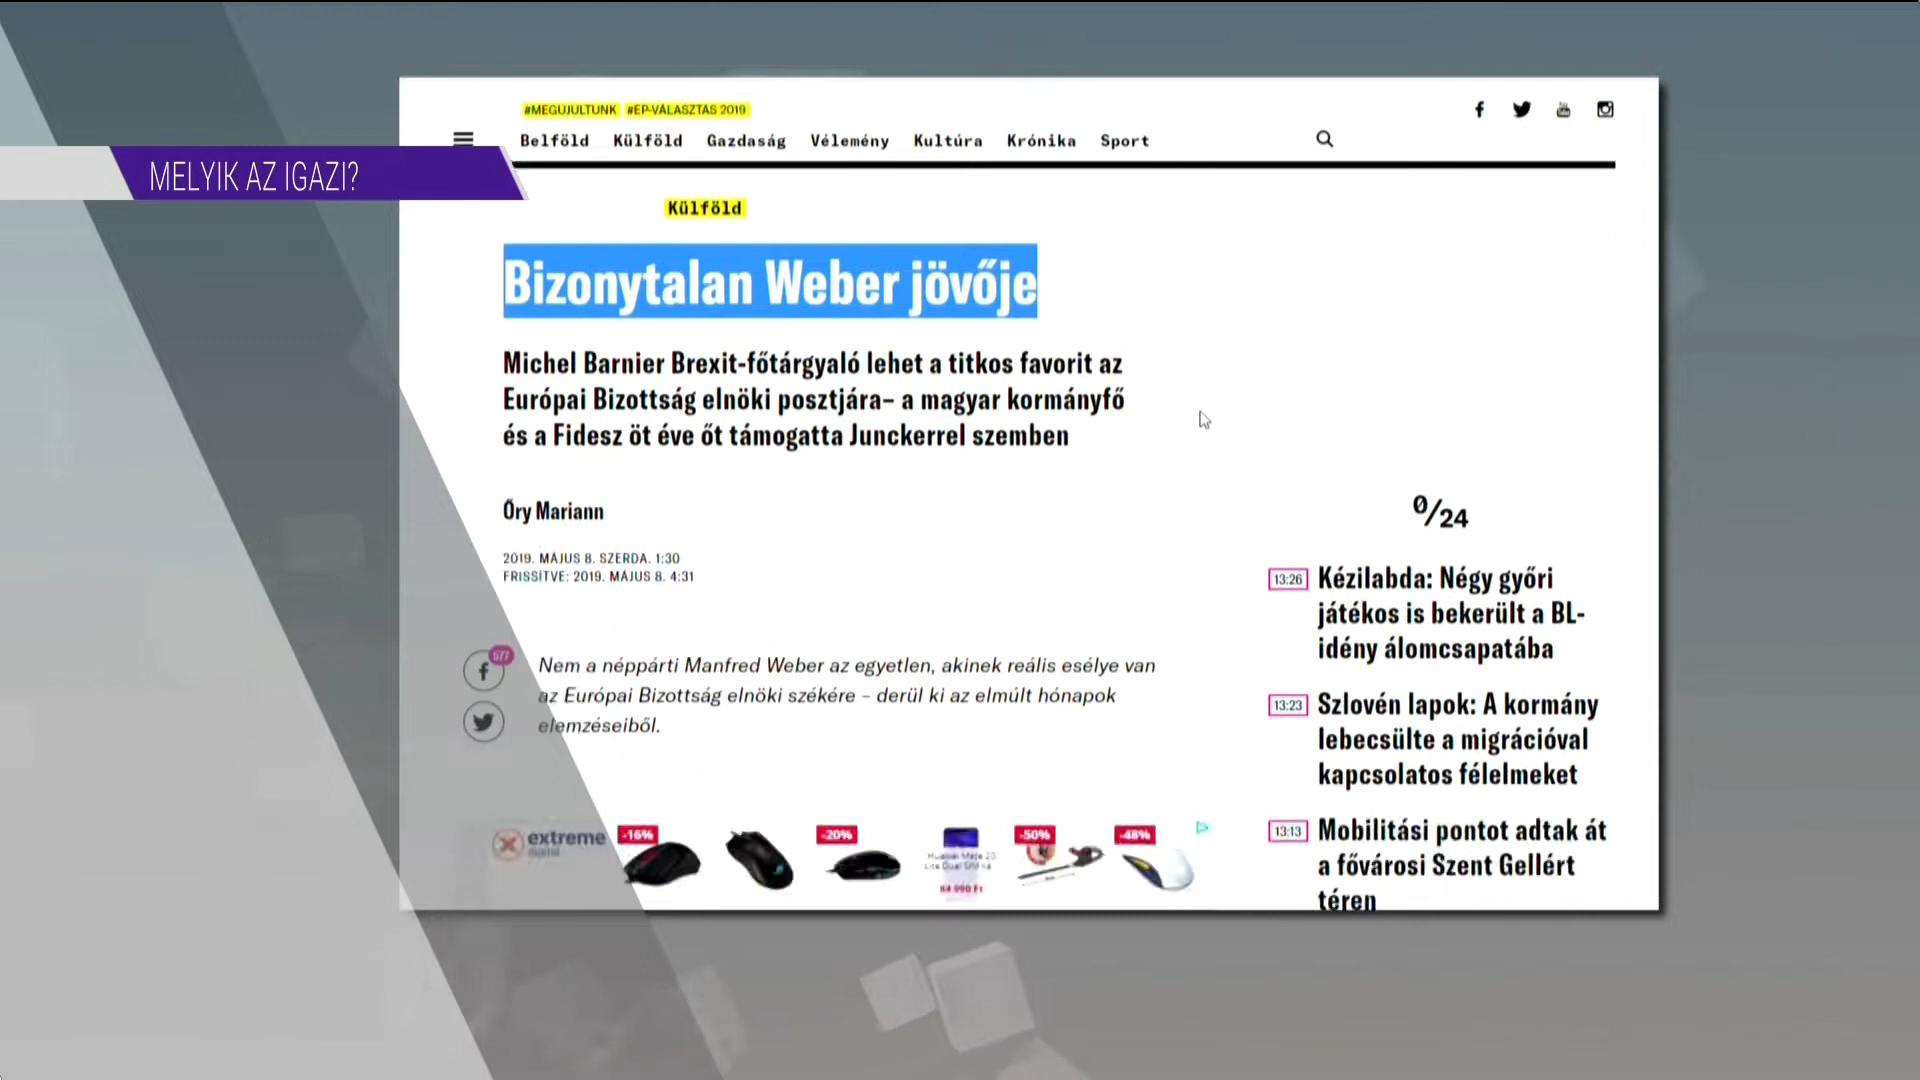 #MEGUJULTUNK #EP-VÁLASZTÁS 2019
Belföld Külföld Gazdaság Vélemény Kultúra Krónika Sport
MELYIK AZ IGAZI?
Külföld
Bizonytalan Weber jövője
Michel Barnier Brexit-főtárgyaló lehet a titkos favorit az
Európai Bizottság elnöki posztjára– a magyar kormányfő
és a Fidesz öt éve őt támogatta Junckerrel szemben
Őry Mariann
2019. MÁJUS 8. SZERDA. 1:30
FRISSÍTVE: 2019. MÁJUS 8. 4:31
577
Nem a néppárti Manfred Weber az egyetlen, akinek reális esélye van
az Európai Bizottság elnöki székére – derül ki az elmúlt hónapok
elemzéseiből.
0/24
13:26 Kézilabda: Négy győri
játékos is bekerült a BL-
idény álomcsapatába
13:23 Szlovén lapok: A kormány
lebecsülte a migrációval
kapcsolatos félelmeket
13:13 Mobilitási pontot adtak át
a fővárosi Szent Gellért
téren
extreme
-16% -20% -50% -48%